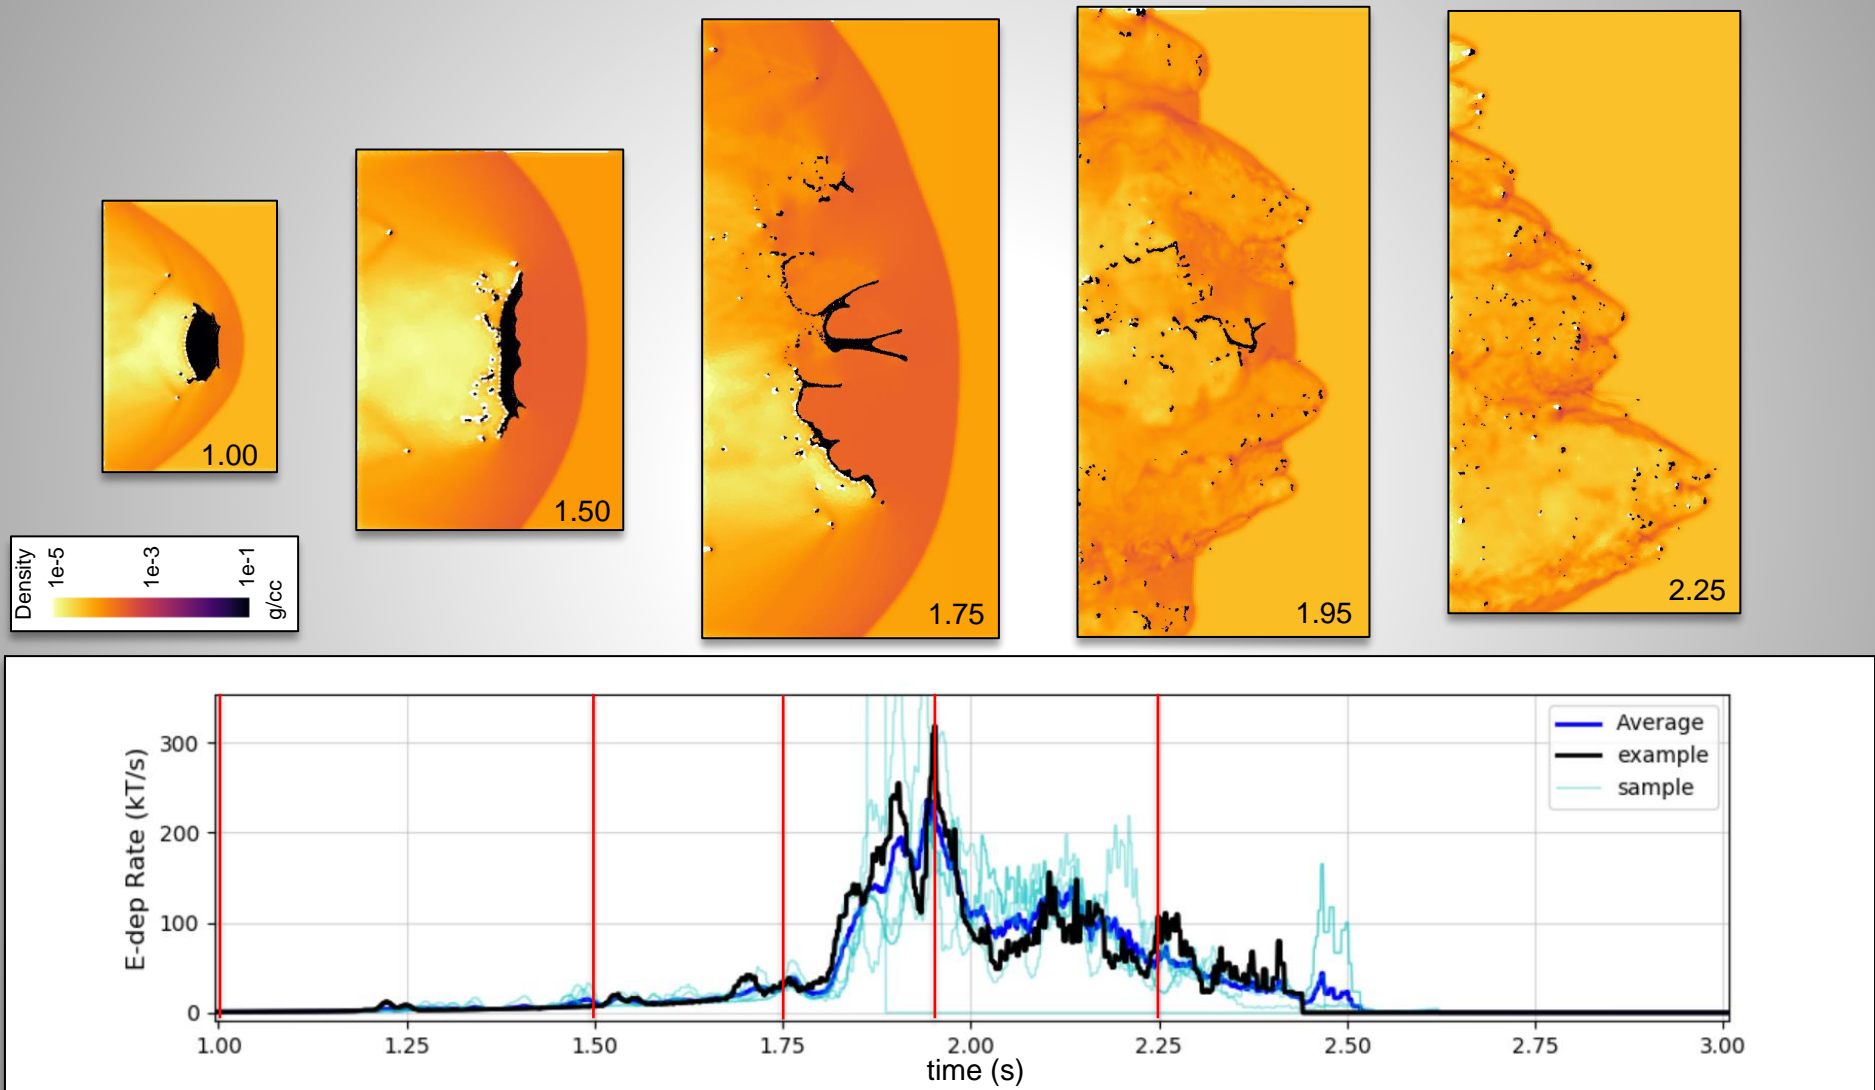 1.00
1.50
1.75
1.95
2.25
Density
1e-5
1e-3
1e-1
g/cc
E-dep Rate (kT/s)
300
200
100
0
Average
example
sample
1.00 1.25 1.50 1.75 2.00 2.25 2.50 2.75 3.00
time (s)